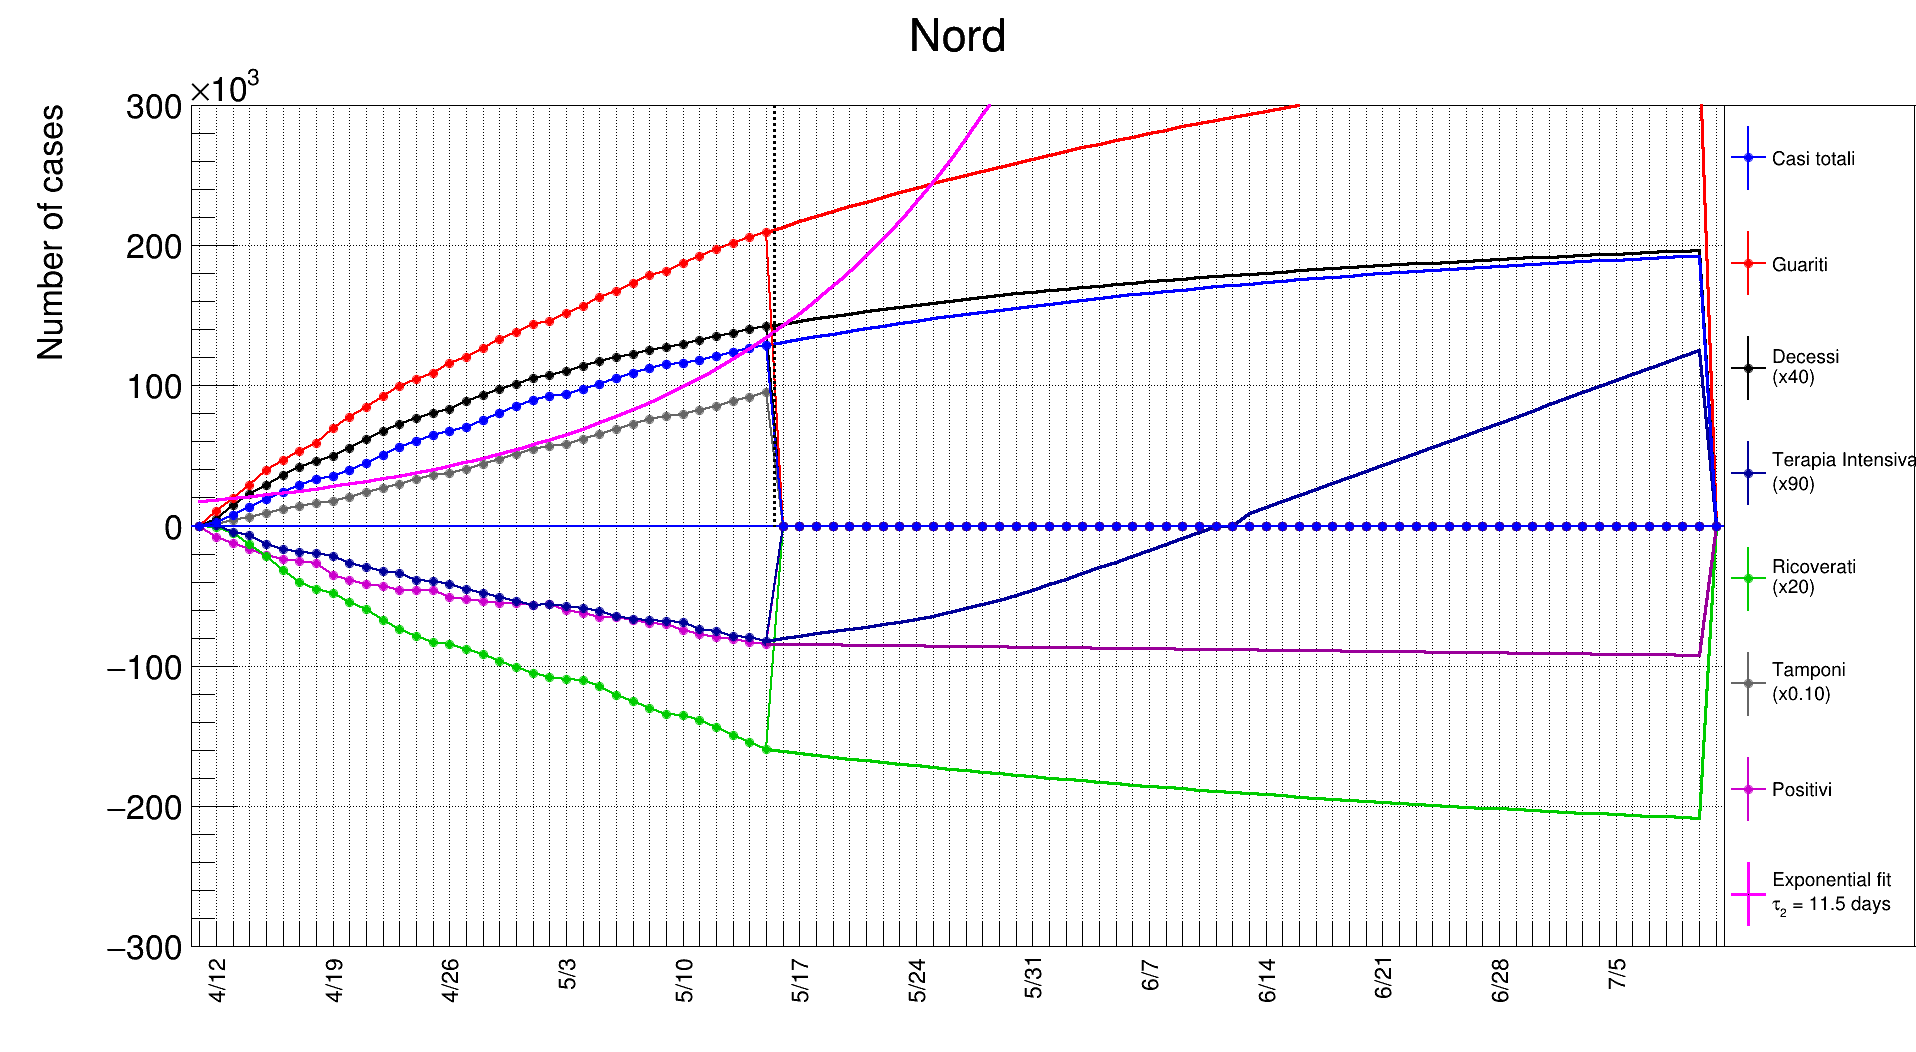 Nord
×10³
Number of cases
300
200
100
0
−100
−200
−300
4/12
4/19
4/26
5/3
5/10
5/17
5/24
5/31
6/7
6/14
6/21
6/28
7/5
Casi totali
Guariti
Decessi
(x40)
Terapia Intensiva
(x90)
Ricoverati
(x20)
Tamponi
(x0.10)
Positivi
Exponential fit
τ₂ = 11.5 days